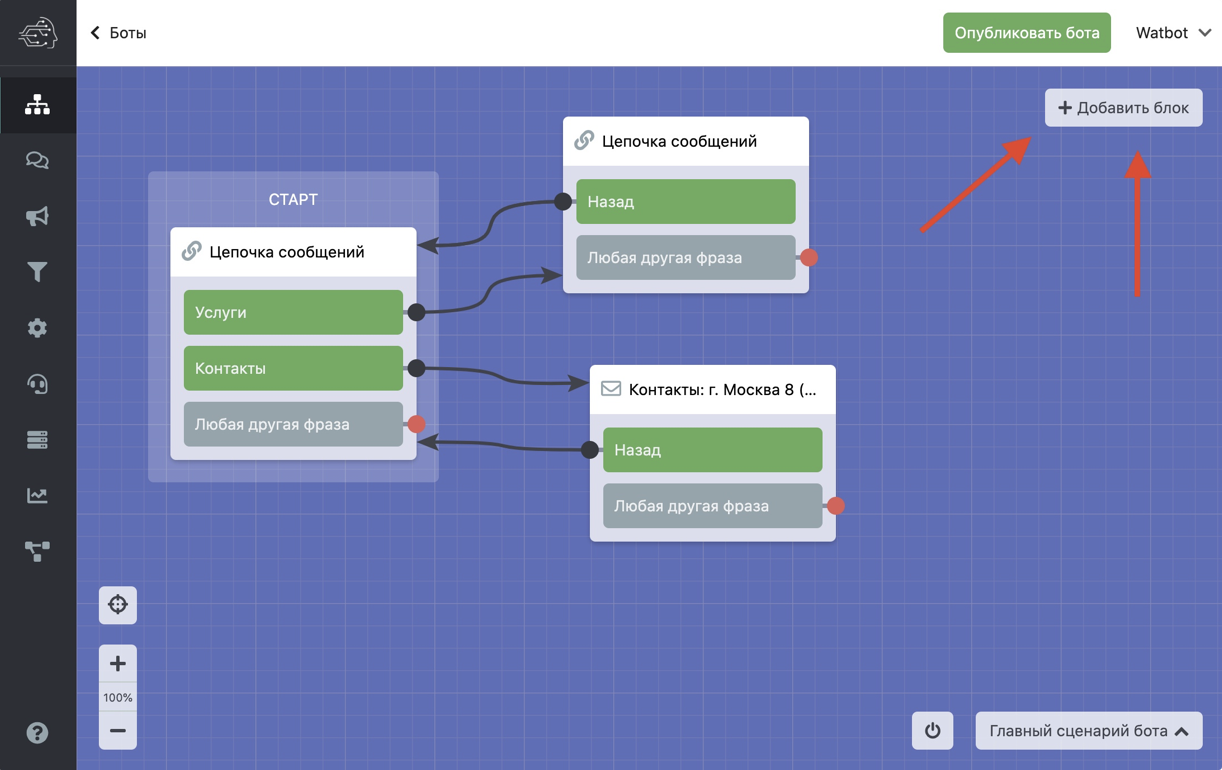 Боты
Опубликовать бота
Watbot
Добавить блок
Цепочка сообщений
Назад
Любая другая фраза
СТАРТ
Цепочка сообщений
Услуги
Контакты
Любая другая фраза
Контакты: г. Москва 8 (...
Назад
Любая другая фраза
100%
Главный сценарий бота